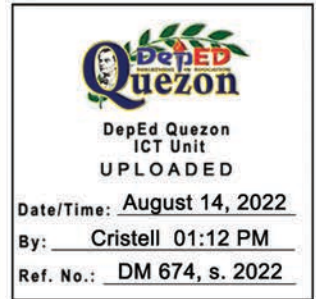 DepED
Quezon
DepEd Quezon
ICT Unit
UPLOADED
Date/Time: August 14, 2022
By: Cristell 01:12 PM
Ref. No.: DM 674, s. 2022